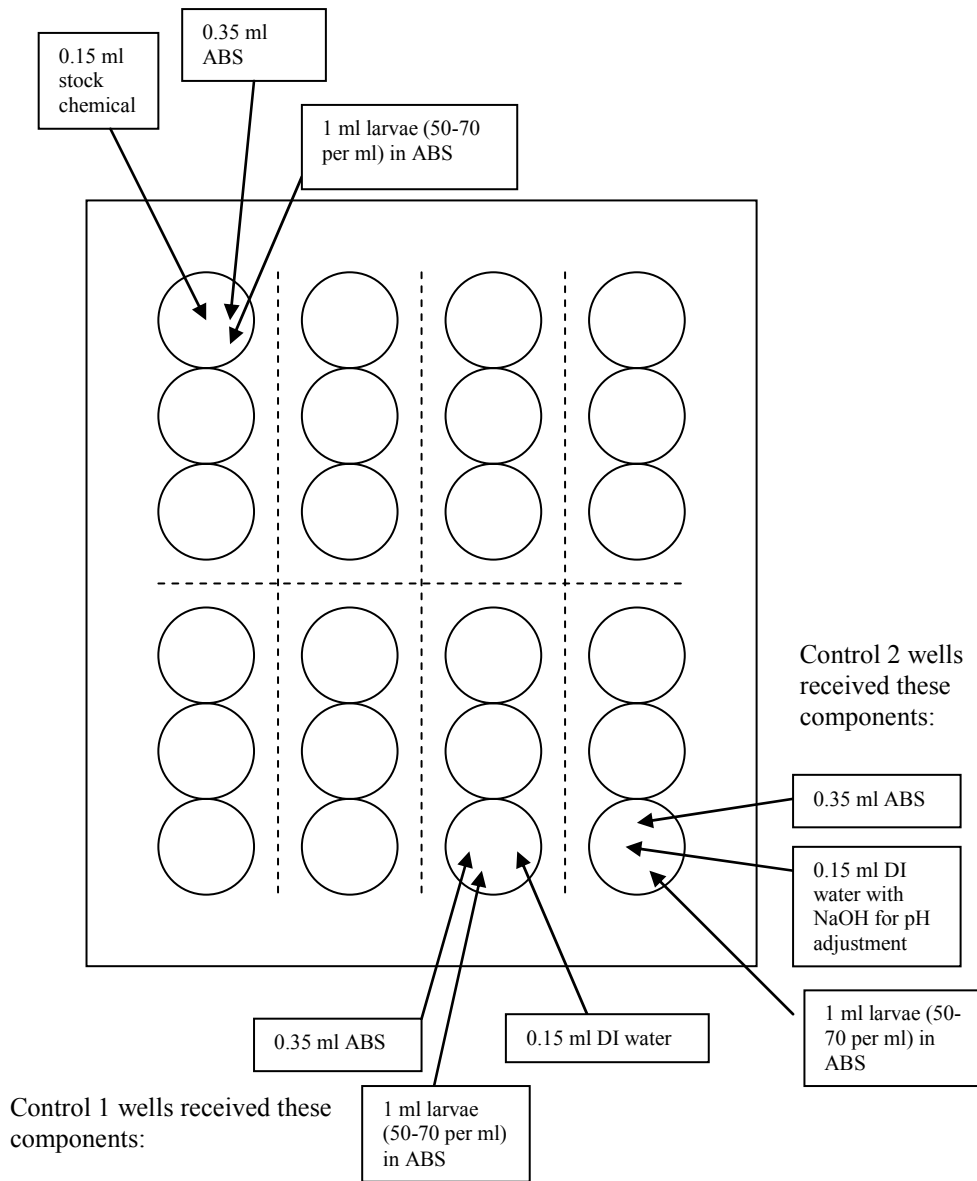 0.15 ml
stock
chemical
0.35 ml
ABS
1 ml larvae (50-70
per ml) in ABS
Control 2 wells
received these
components:
0.35 ml ABS
0.15 ml DI
water with
NaOH for pH
adjustment
1 ml larvae (50-
70 per ml) in
ABS
0.35 ml ABS
0.15 ml DI water
Control 1 wells received these
components:
1 ml larvae
(50-70 per ml)
in ABS